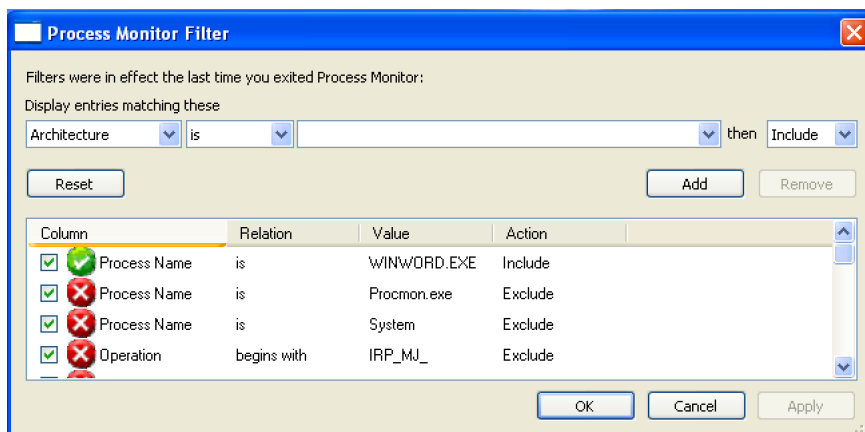 Process Monitor Filter
Filters were in effect the last time you exited Process Monitor:
Display entries matching these
Architecture is then Include
Reset Add Remove
Column Relation Value Action
Process Name is WINWORD.EXE Include
Process Name is Procmon.exe Exclude
Process Name is System Exclude
Operation begins with IRP_MJ_ Exclude
OK Cancel Apply